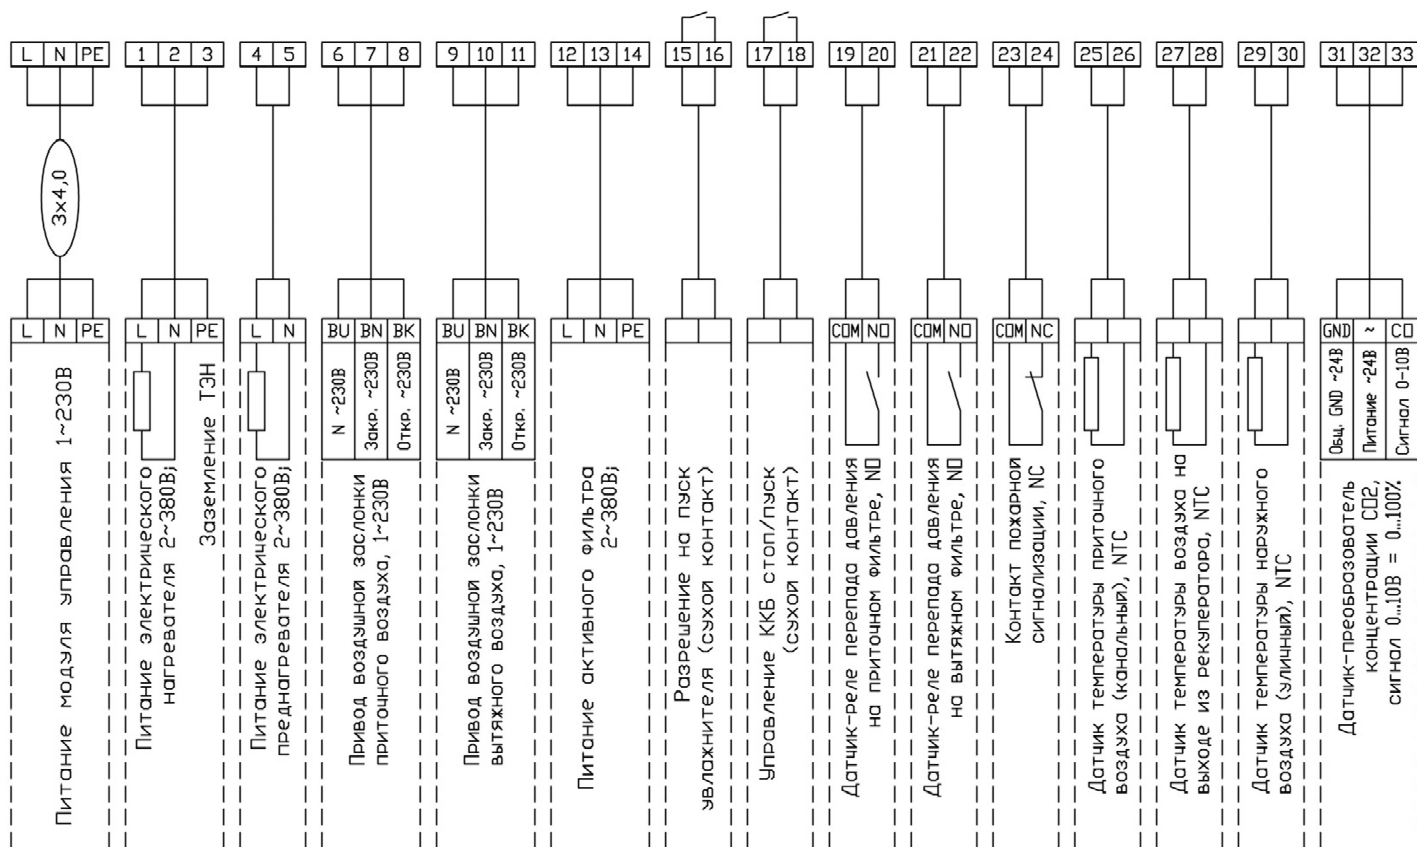 L N PE 1 2 3 4 5 6 7 8 9 10 11 12 13 14 15 16 17 18 19 20 21 22 23 24 25 26 27 28 29 30 31 32 33
3x4,0
L N PE L N PE L N BU BN BK BU BN BK L N PE COM NO COM NO COM NC GND ~ CO
Питание модуля управления 1~230В
Питание электрического
нагревателя 2~380В;
Заземление ТЭН
Питание электрического
преднагревателя 2~380В;
N ~230В
Закр. ~230В
Откр. ~230В
Привод воздушной заслонки
приточного воздуха, 1~230В
N ~230В
Закр. ~230В
Откр. ~230В
Привод воздушной заслонки
вытяжного воздуха, 1~230В
Питание активного фильтра
2~380В;
Разрешение на пуск
увлажнителя (сухой контакт)
Управление ККБ стоп/пуск
(сухой контакт)
Датчик-реле перепада давления
на приточном фильтре, NO
Датчик-реле перепада давления
на вытяжном фильтре, NO
Контакт пожарной
сигнализации, NC
Датчик температуры приточного
воздуха (канальный), NTC
Датчик температуры воздуха на
выходе из рекуператора, NTC
Датчик температуры наружного
воздуха (уличный), NTC
Общ. GND ~24В
Питание ~24В
Сигнал 0-10В
Датчик-преобразователь
концентрации CO2,
сигнал 0...10В = 0...100%